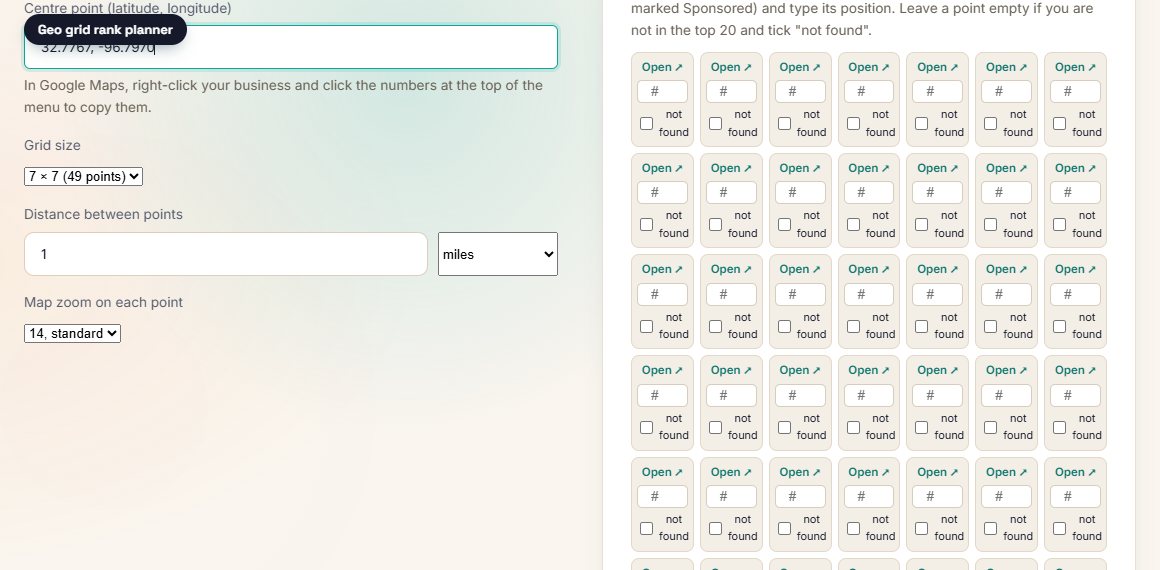 Centre point (latitude, longitude)
Geo grid rank planner
32.7767, -96.7970
In Google Maps, right-click your business and click the numbers at the top of the
menu to copy them.
Grid size
7 × 7 (49 points)
Distance between points
1
miles
Map zoom on each point
14, standard
marked Sponsored) and type its position. Leave a point empty if you are
not in the top 20 and tick "not found".
Open ↗ Open ↗ Open ↗ Open ↗ Open ↗ Open ↗ Open ↗
# # # # # # #
not not not not not not not
found found found found found found found
Open ↗ Open ↗ Open ↗ Open ↗ Open ↗ Open ↗ Open ↗
# # # # # # #
not not not not not not not
found found found found found found found
Open ↗ Open ↗ Open ↗ Open ↗ Open ↗ Open ↗ Open ↗
# # # # # # #
not not not not not not not
found found found found found found found
Open ↗ Open ↗ Open ↗ Open ↗ Open ↗ Open ↗ Open ↗
# # # # # # #
not not not not not not not
found found found found found found found
Open ↗ Open ↗ Open ↗ Open ↗ Open ↗ Open ↗ Open ↗
# # # # # # #
not not not not not not not
found found found found found found found